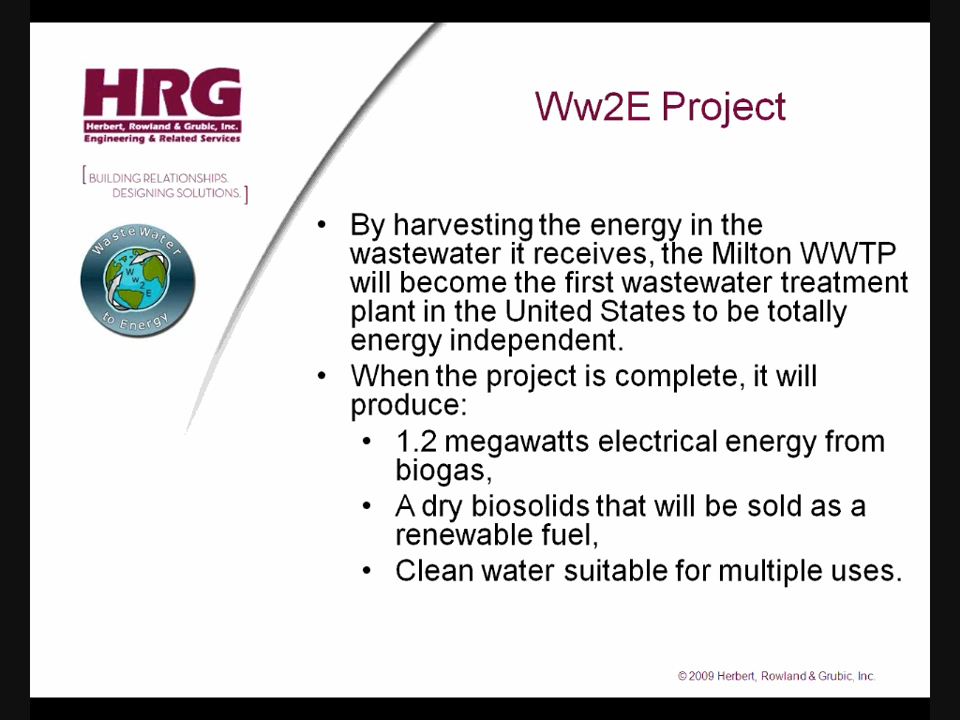 HRG
Herbert, Rowland & Grubic, Inc.
Engineering & Related Services
[BUILDING RELATIONSHIPS.
DESIGNING SOLUTIONS.]
WasteWater
Ww2E
to Energy
Ww2E Project
• By harvesting the energy in the
wastewater it receives, the Milton WWTP
will become the first wastewater treatment
plant in the United States to be totally
energy independent.
• When the project is complete, it will
produce:
• 1.2 megawatts electrical energy from
biogas,
• A dry biosolids that will be sold as a
renewable fuel,
• Clean water suitable for multiple uses.
© 2009 Herbert, Rowland & Grubic, Inc.